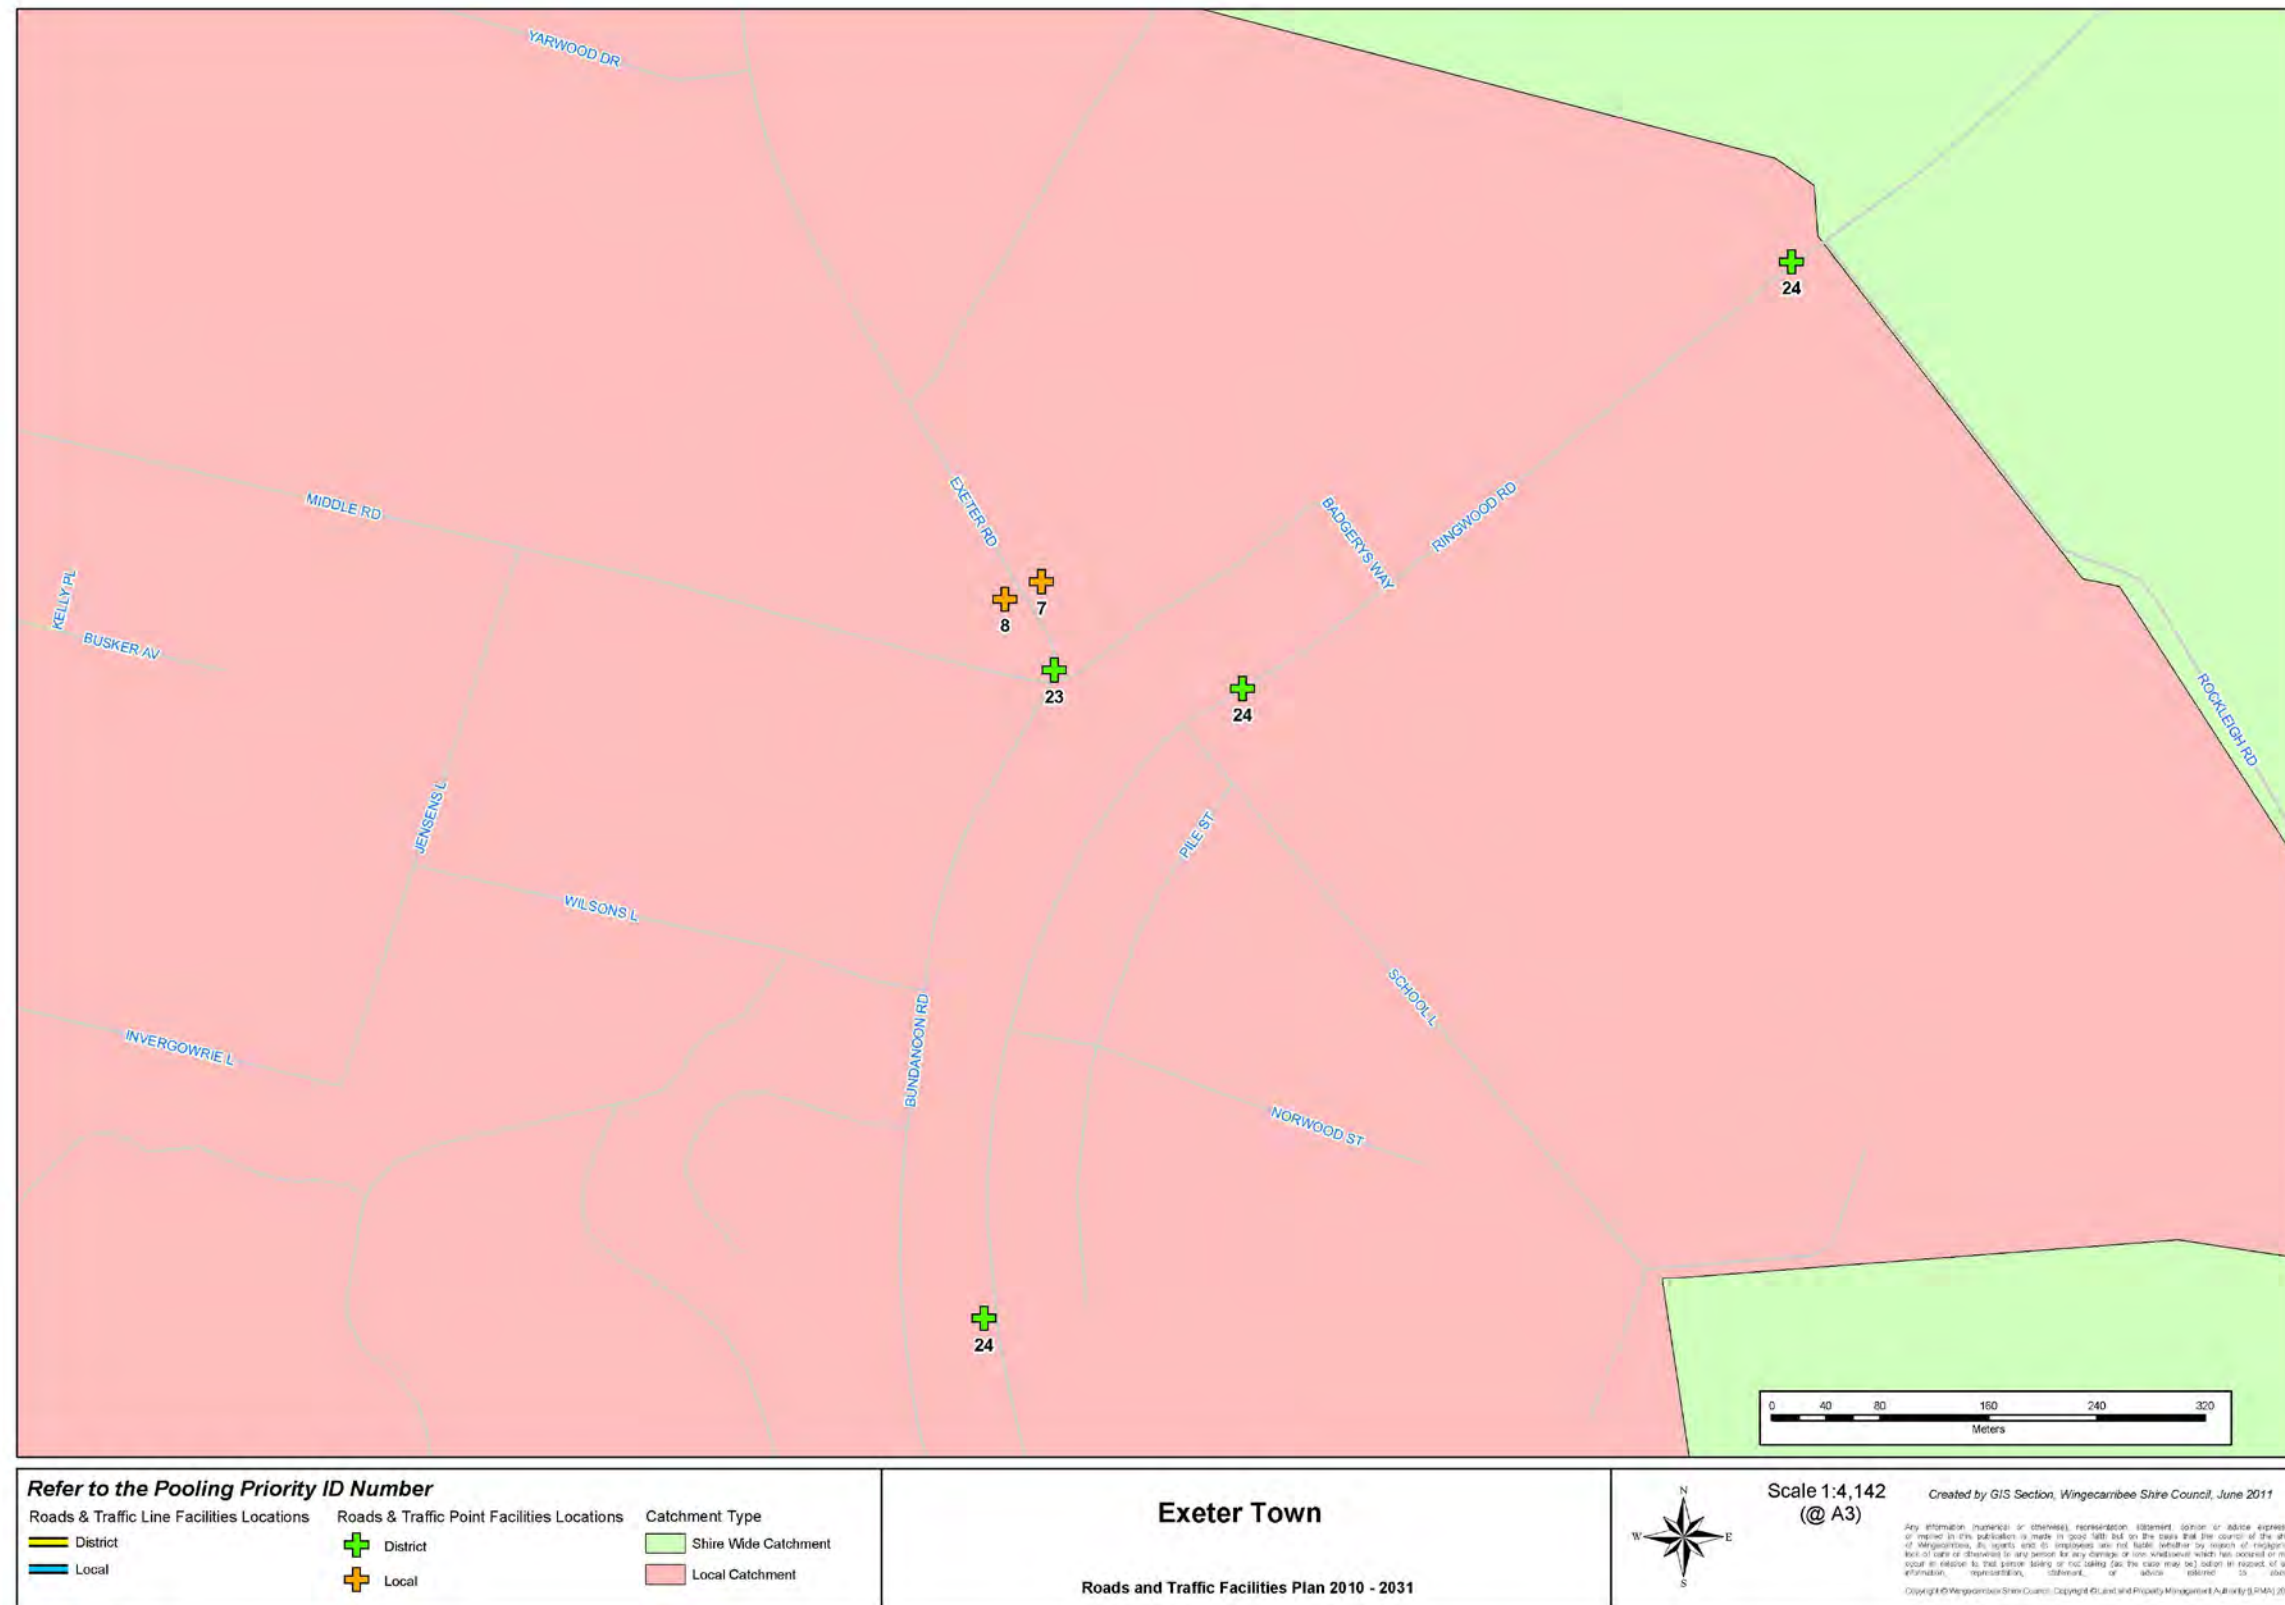 YARWOOD DR
24
EXETER RD
BADGERYS WAY
RINGWOOD RD
MIDDLE RD
KELLY PL
7
8
BUSKER AV
23
24
ROCKLEIGH RD
JENSENS L
PILE ST
WILSONS L
SCHOOL L
BUNDANOON RD
INVERGOWRIE L
NORWOOD ST
24
0 40 80 160 240 320
Meters
Refer to the Pooling Priority ID Number
Roads & Traffic Line Facilities Locations
District
Local
Roads & Traffic Point Facilities Locations
District
Local
Catchment Type
Shire Wide Catchment
Local Catchment
Exeter Town
Roads and Traffic Facilities Plan 2010 - 2031
N
W E
S
Scale 1:4,142
(@ A3)
Created by GIS Section, Wingecarribee Shire Council, June 2011